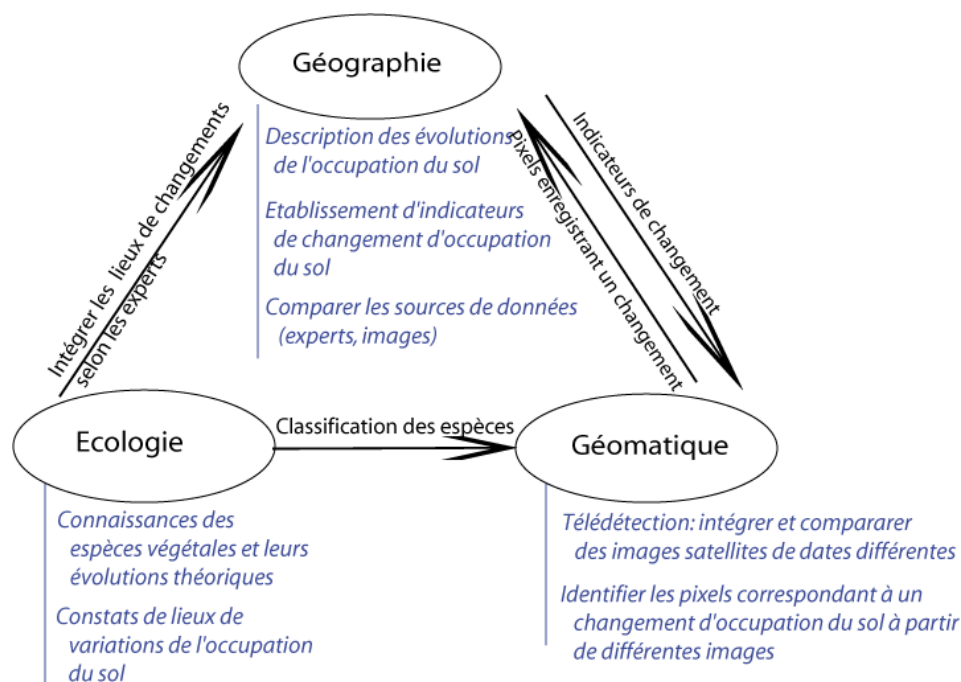 Géographie
Description des évolutions
de l'occupation du sol
Etablissement d'indicateurs
de changement d'occupation
du sol
Comparer les sources de données
(experts, images)
Intégrer les lieux de changements
selon les experts
Pixels enregistrant un changement
Indicateurs de changement
Ecologie
Classification des espèces
Géomatique
Connaissances des
espèces végétales et leurs
évolutions théoriques
Constats de lieux de
variations de l'occupation
du sol
Télédétection: intégrer et compararer
des images satellites de dates différentes
Identifier les pixels correspondant à un
changement d'occupation du sol à partir
de différentes images